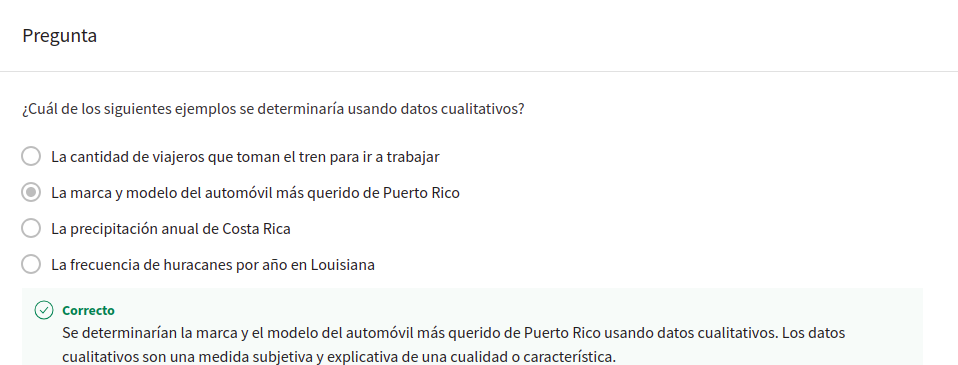 Pregunta
¿Cuál de los siguientes ejemplos se determinaría usando datos cualitativos?
La cantidad de viajeros que toman el tren para ir a trabajar
La marca y modelo del automóvil más querido de Puerto Rico
La precipitación anual de Costa Rica
La frecuencia de huracanes por año en Louisiana
Correcto
Se determinarían la marca y el modelo del automóvil más querido de Puerto Rico usando datos cualitativos. Los datos
cualitativos son una medida subjetiva y explicativa de una cualidad o característica.